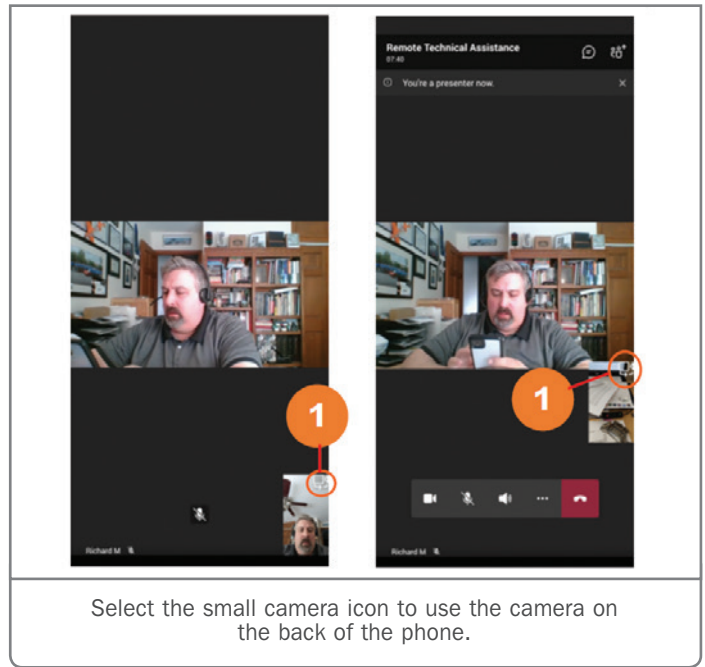 Remote Technical Assistance
07:40
You're a presenter now.
1
1
Richard M
Richard M
Select the small camera icon to use the camera on
the back of the phone.